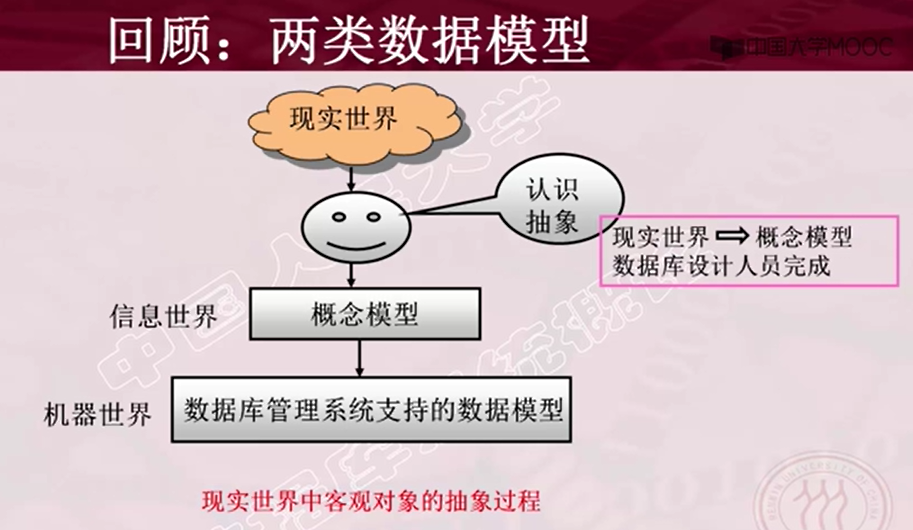 回顾：两类数据模型
中国大学MOOC
现实世界
认识
抽象
现实世界 ⇨ 概念模型
数据库设计人员完成
信息世界
概念模型
机器世界
数据库管理系统支持的数据模型
现实世界中客观对象的抽象过程